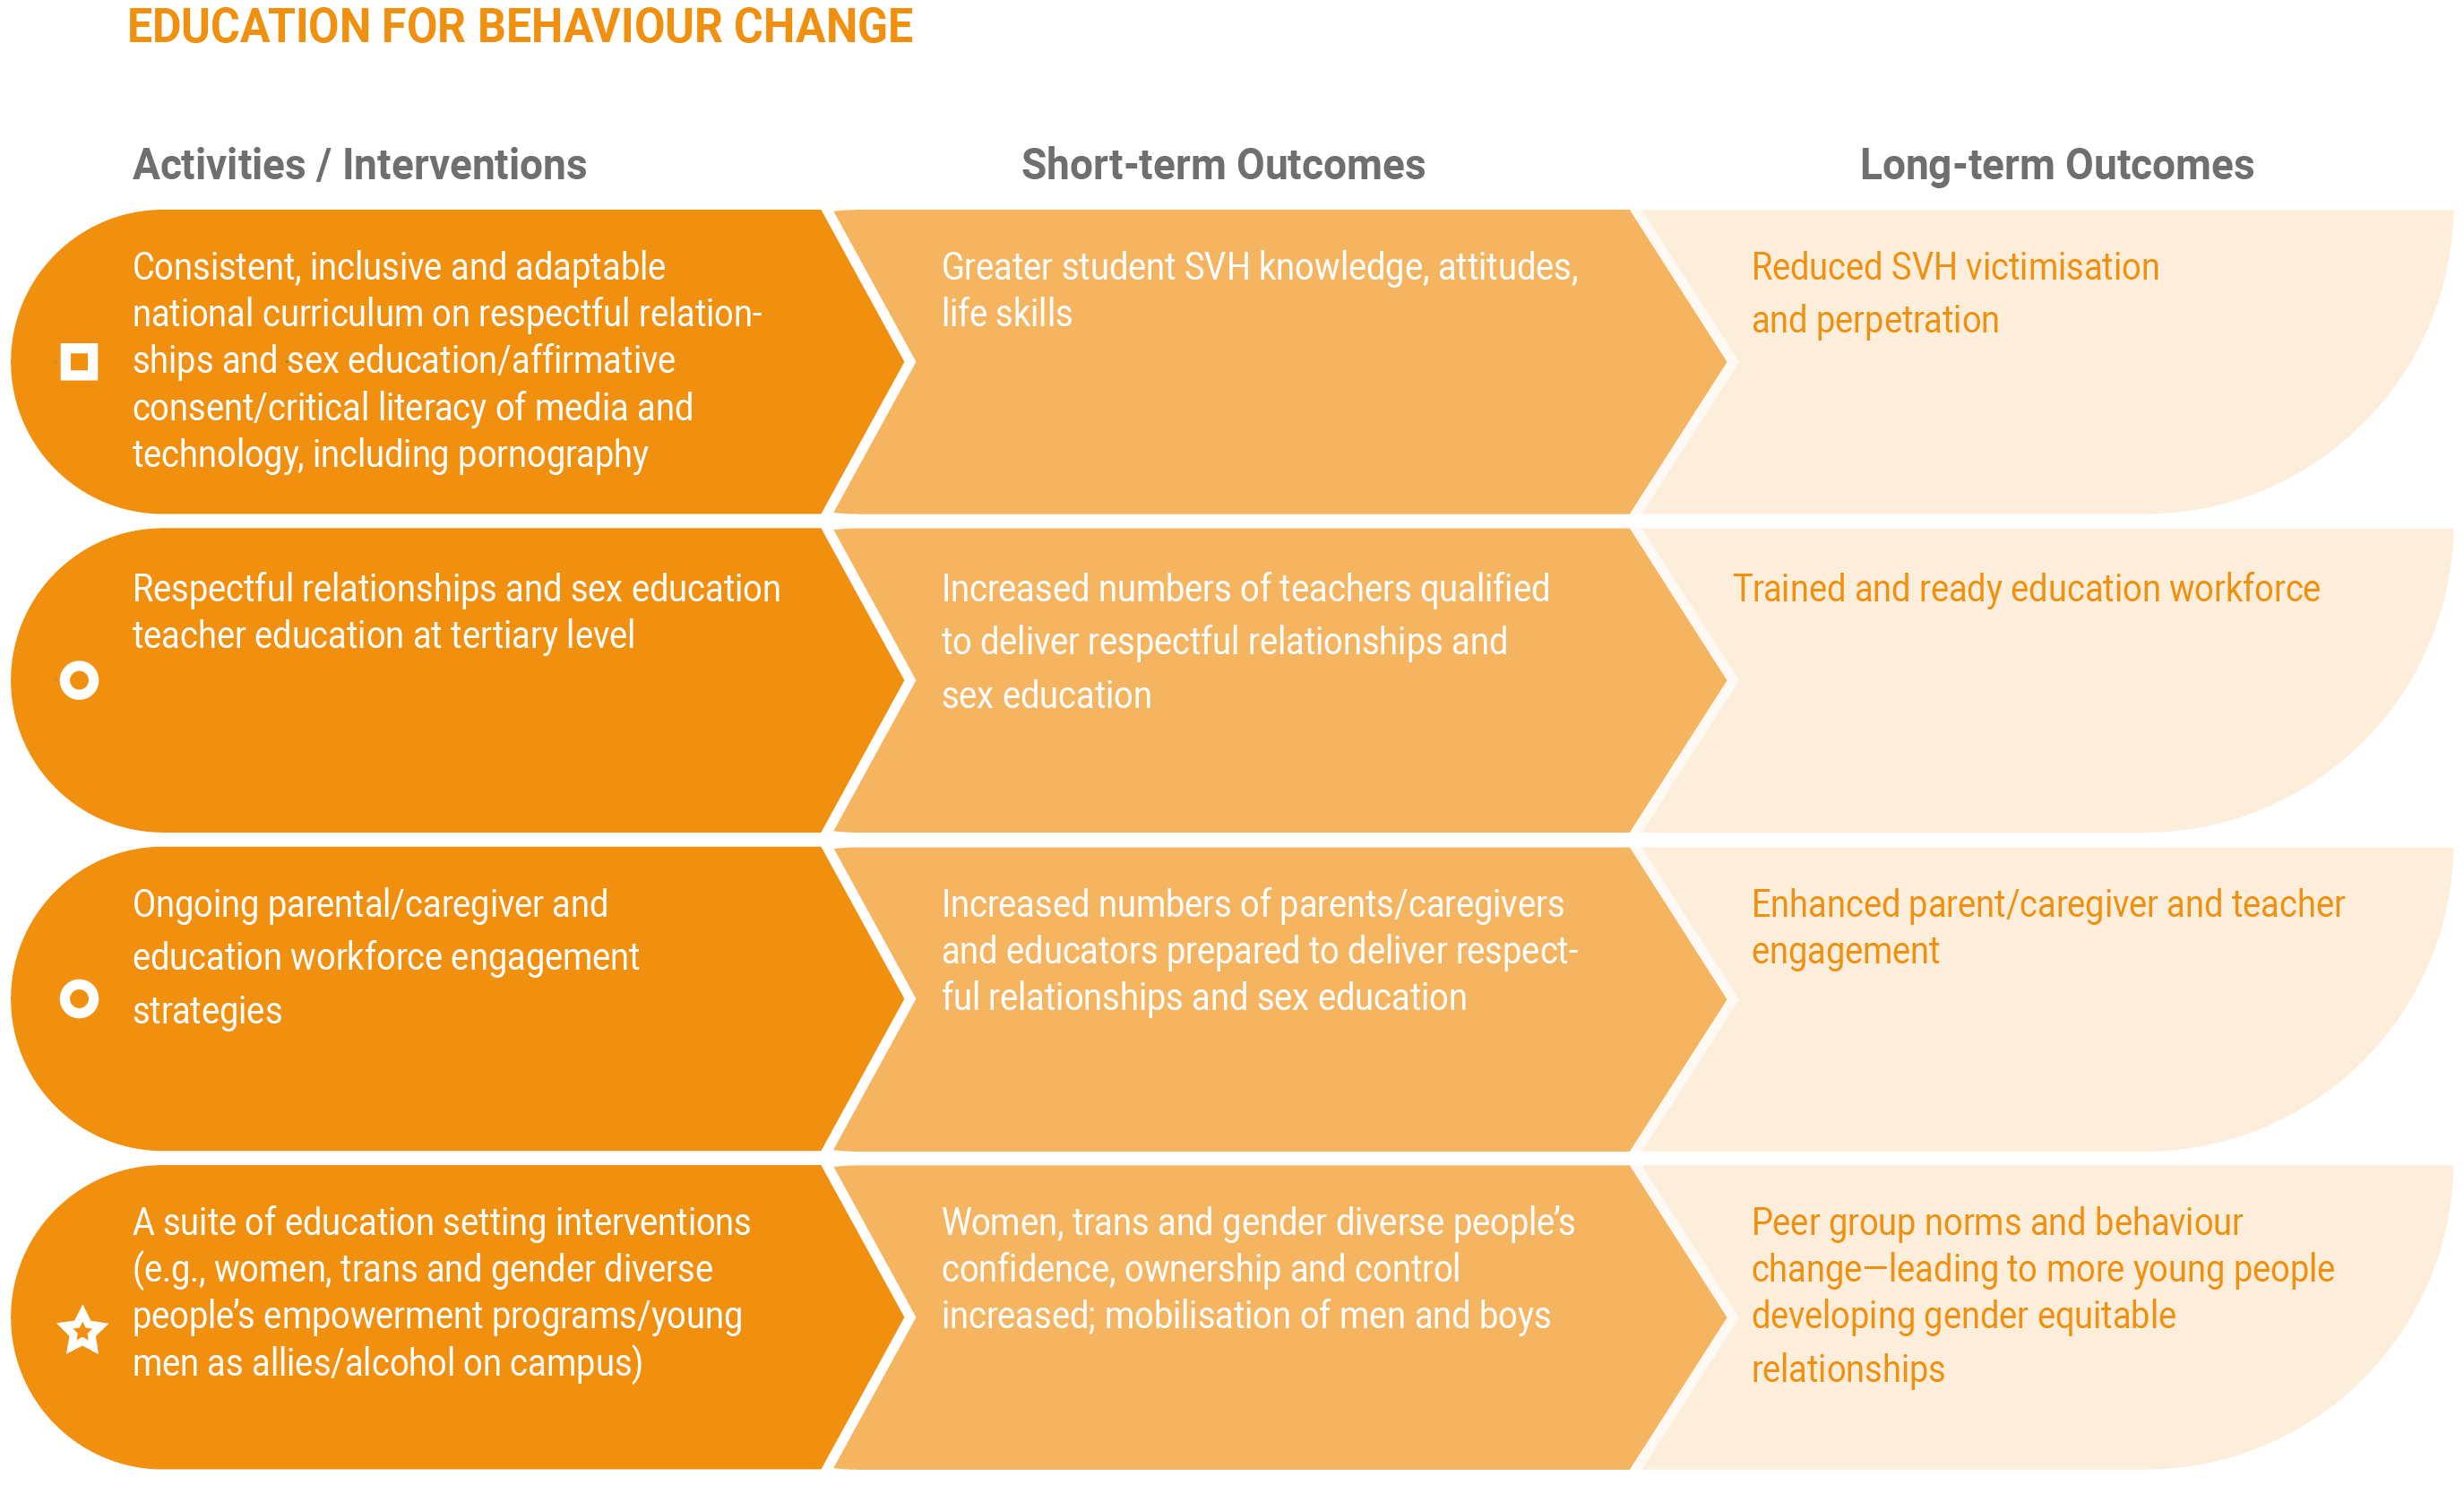 EDUCATION FOR BEHAVIOUR CHANGE
Activities / Interventions
Short-term Outcomes
Long-term Outcomes
Consistent, inclusive and adaptable
national curriculum on respectful relation-
ships and sex education/affirmative
consent/critical literacy of media and
technology, including pornography
Greater student SVH knowledge, attitudes,
life skills
Reduced SVH victimisation
and perpetration
Respectful relationships and sex education
teacher education at tertiary level
Increased numbers of teachers qualified
to deliver respectful relationships and
sex education
Trained and ready education workforce
Ongoing parental/caregiver and
education workforce engagement
strategies
Increased numbers of parents/caregivers
and educators prepared to deliver respect-
ful relationships and sex education
Enhanced parent/caregiver and teacher
engagement
A suite of education setting interventions
(e.g., women, trans and gender diverse
people’s empowerment programs/young
men as allies/alcohol on campus)
Women, trans and gender diverse people’s
confidence, ownership and control
increased; mobilisation of men and boys
Peer group norms and behaviour
change—leading to more young people
developing gender equitable
relationships